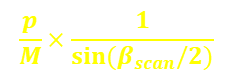 p/M × 1/sin(β_scan/2)